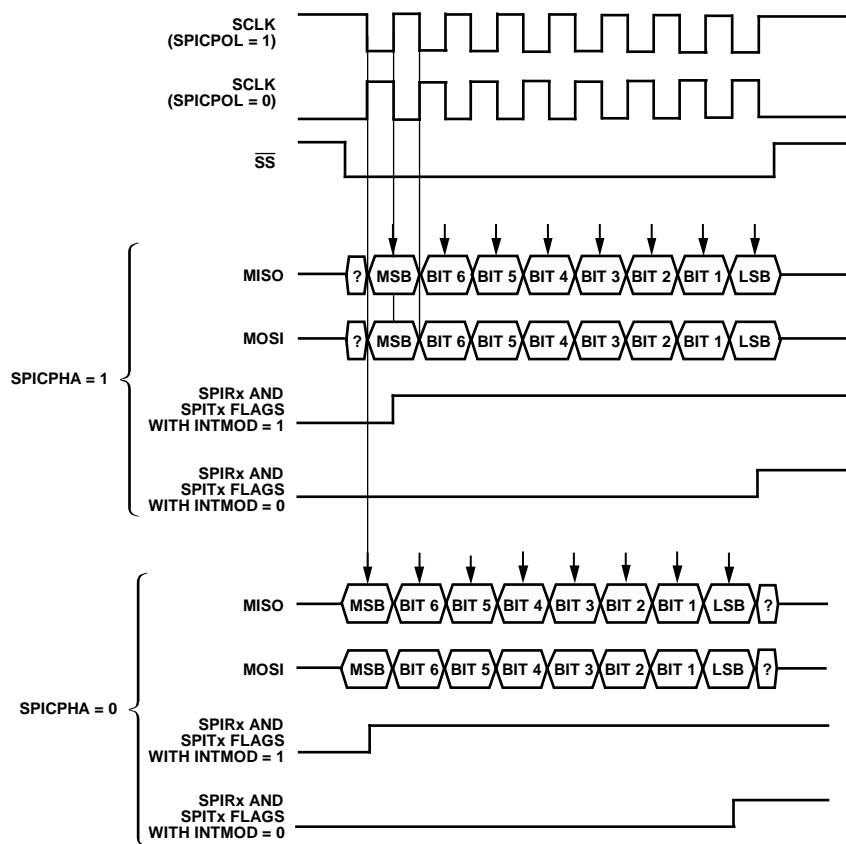 SCLK
(SPICPOL = 1)
SCLK
(SPICPOL = 0)
SS
SPICPHA = 1
MISO ? MSB BIT 6 BIT 5 BIT 4 BIT 3 BIT 2 BIT 1 LSB
MOSI ? MSB BIT 6 BIT 5 BIT 4 BIT 3 BIT 2 BIT 1 LSB
SPIRx AND
SPITx FLAGS
WITH INTMOD = 1
SPIRx AND
SPITx FLAGS
WITH INTMOD = 0
SPICPHA = 0
MISO MSB BIT 6 BIT 5 BIT 4 BIT 3 BIT 2 BIT 1 LSB ?
MOSI MSB BIT 6 BIT 5 BIT 4 BIT 3 BIT 2 BIT 1 LSB ?
SPIRx AND
SPITx FLAGS
WITH INTMOD = 1
SPIRx AND
SPITx FLAGS
WITH INTMOD = 0